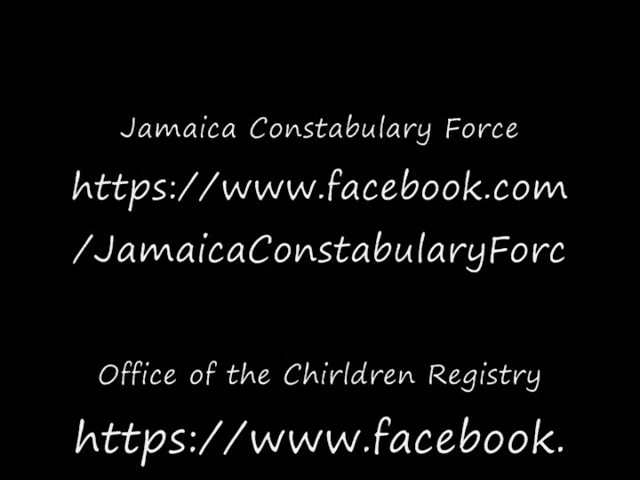 Jamaica Constabulary Force
https://www.facebook.com
/JamaicaConstabularyForc
Office of the Chirldren Registry
https://www.facebook.